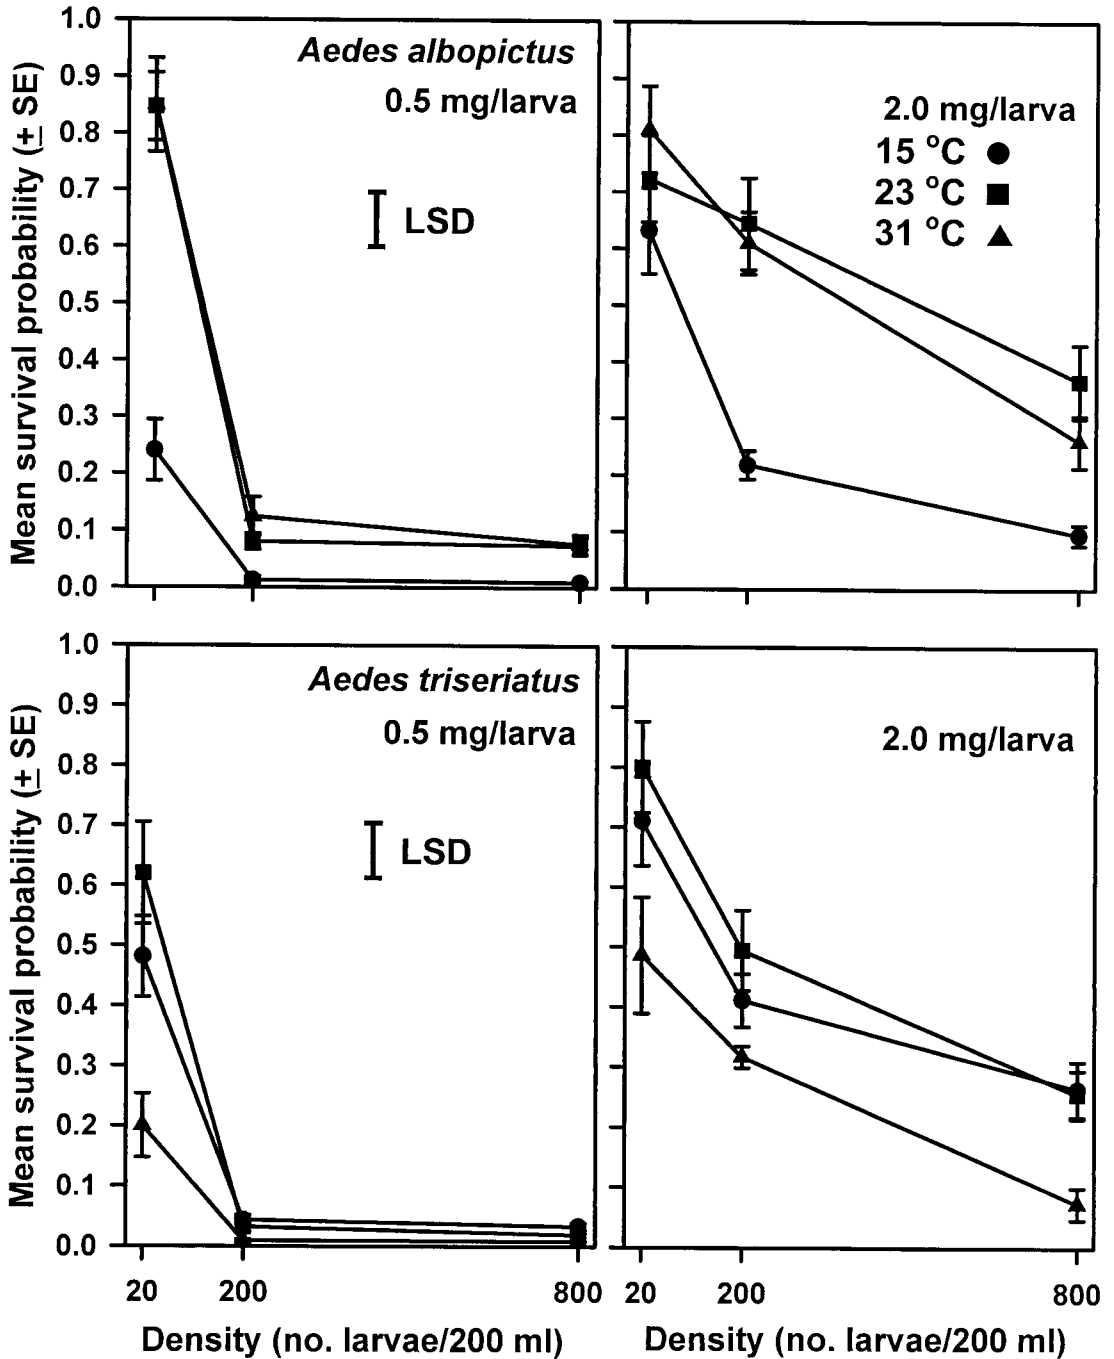 Aedes albopictus
0.5 mg/larva
LSD
Mean survival probability (± SE)
1.0
0.9
0.8
0.7
0.6
0.5
0.4
0.3
0.2
0.1
0.0
2.0 mg/larva
15 °C
23 °C
31 °C
Aedes triseriatus
0.5 mg/larva
LSD
Mean survival probability (± SE)
1.0
0.9
0.8
0.7
0.6
0.5
0.4
0.3
0.2
0.1
0.0
20 200 800
Density (no. larvae/200 ml)
2.0 mg/larva
20 200 800
Density (no. larvae/200 ml)